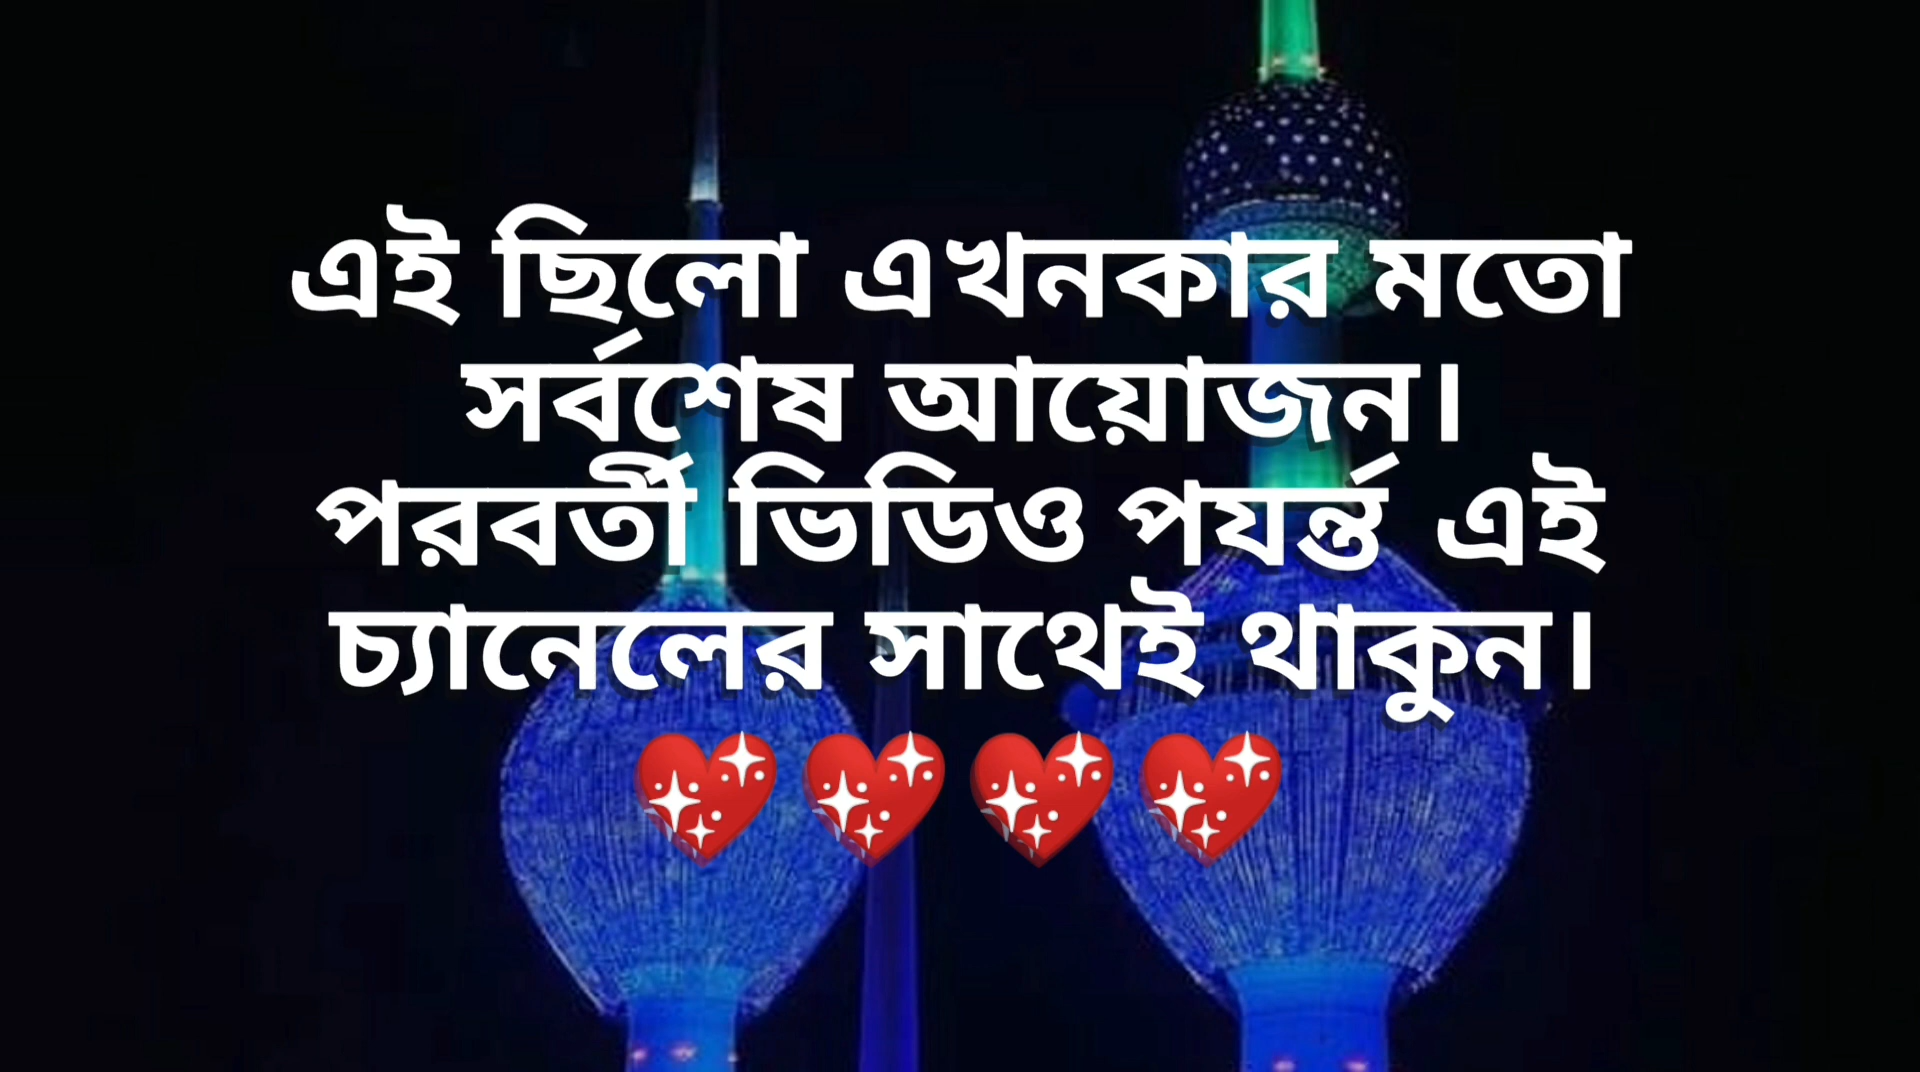 এই ছিলো এখনকার মতো
সর্বশেষ আয়োজন।
পরবর্তী ভিডিও পযর্ন্ত এই
চ্যানেলের সাথেই থাকুন।
💖💖💖💖